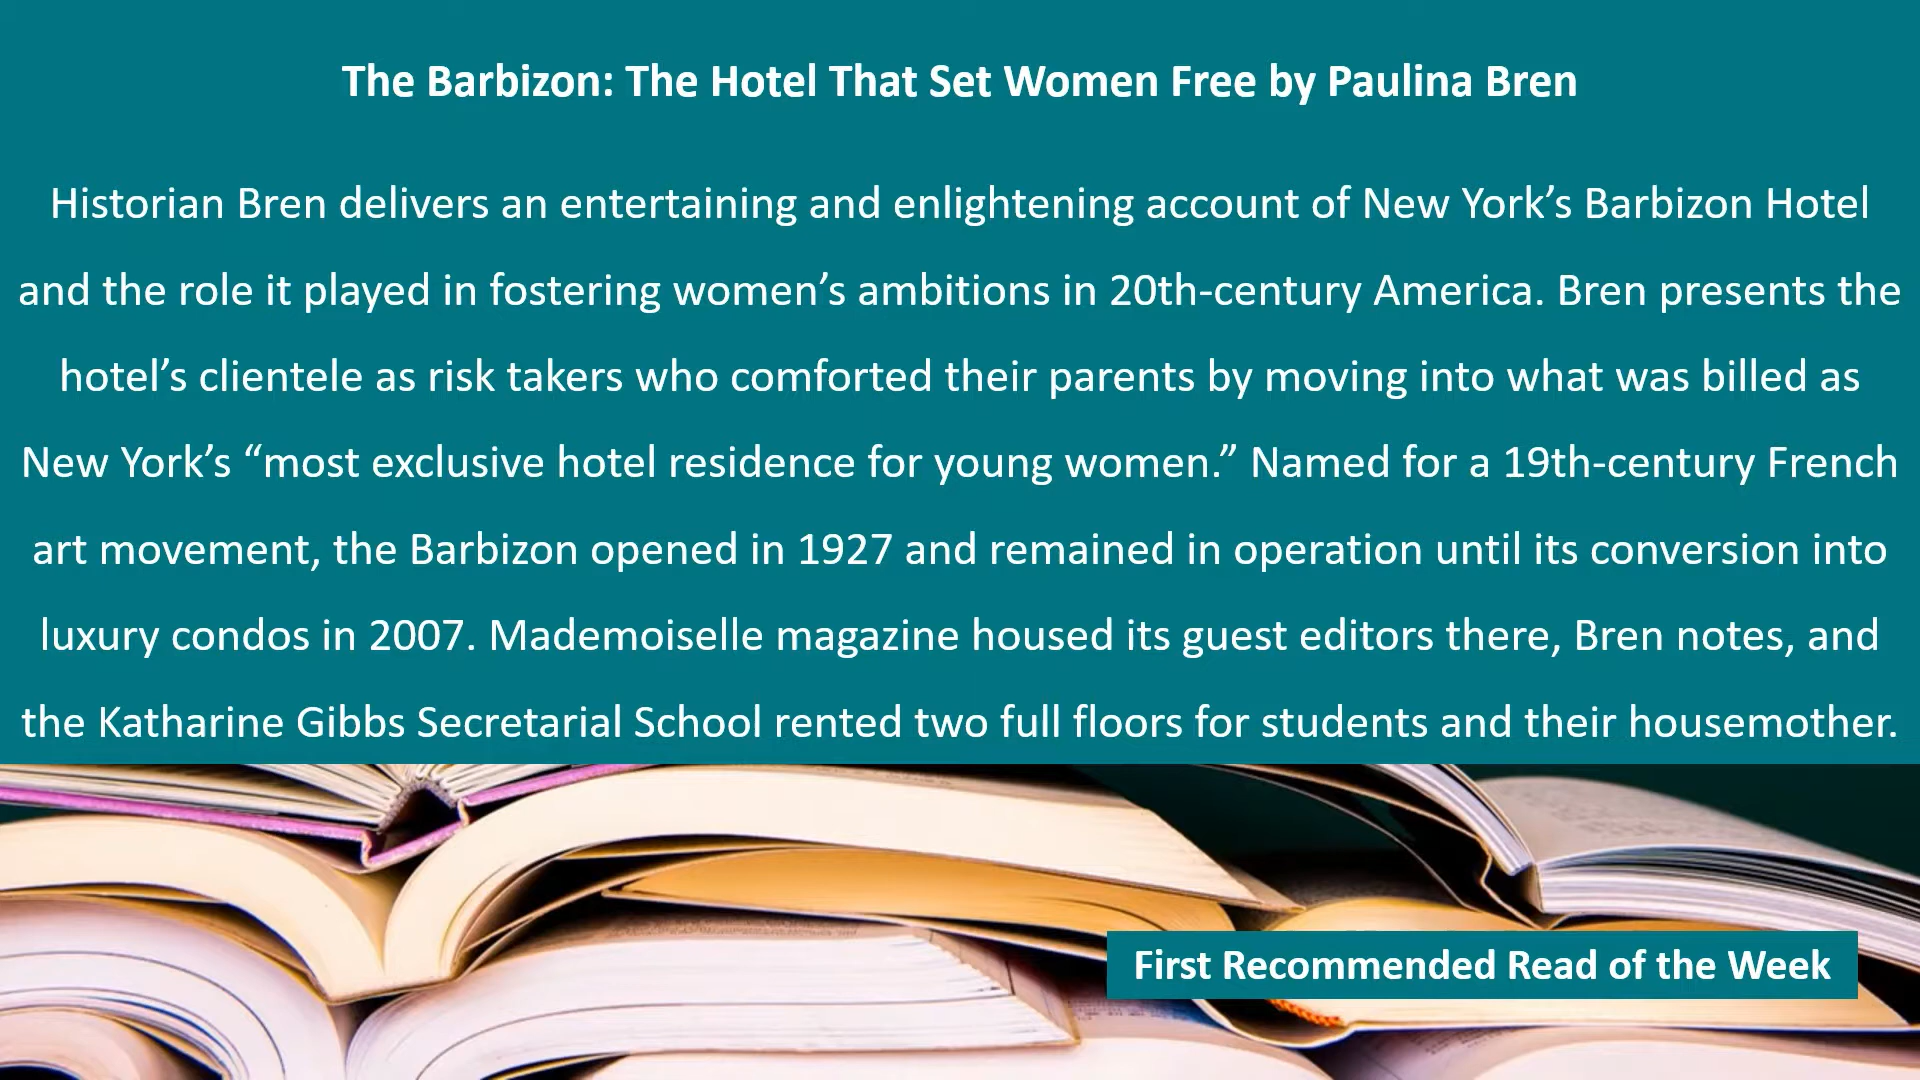 The Barbizon: The Hotel That Set Women Free by Paulina Bren
Historian Bren delivers an entertaining and enlightening account of New York’s Barbizon Hotel
and the role it played in fostering women’s ambitions in 20th-century America. Bren presents the
hotel’s clientele as risk takers who comforted their parents by moving into what was billed as
New York’s “most exclusive hotel residence for young women.” Named for a 19th-century French
art movement, the Barbizon opened in 1927 and remained in operation until its conversion into
luxury condos in 2007. Mademoiselle magazine housed its guest editors there, Bren notes, and
the Katharine Gibbs Secretarial School rented two full floors for students and their housemother.
First Recommended Read of the Week